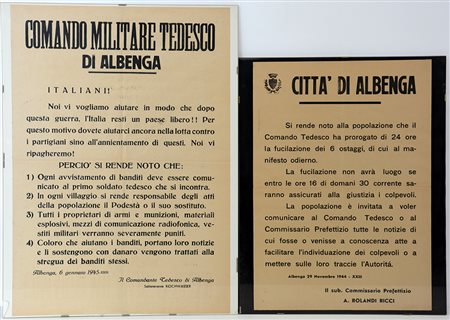 COMANDO MILITARE TEDESCO
DI ALBENGA
ITALIANI!
Noi vi vogliamo aiutare in modo che dopo
questa guerra, l'Italia resti un paese libero!! Per
questo motivo dovete aiutarci ancora nella lotta contro
i partigiani sino all'annientamento di questi. Noi vi
ripagheremo!
PERCIÒ SI RENDE NOTO CHE:
1) Ogni avvistamento di banditi deve essere comu-
nicato al primo soldato tedesco che si incontra.
2) In ogni villaggio si rende responsabile degli atti
della popolazione il Podestà o il suo sostituto.
3) Tutti i proprietari di armi e munizioni, materiali
esplosivi, mezzi di comunicazione radiofonica, ve-
stiti militari verranno severamente puniti.
4) Coloro che aiutano i banditi, portano loro notizie
e li sostengono con danaro vengono trattati alla
stregua dei banditi stessi.
Albenga, 6 gennaio 1945
Il Comandante Tedesco di Albenga
CITTA' DI ALBENGA
Si rende noto alla popolazione che il
Comando Tedesco ha prorogato di 24 ore
la fucilazione dei 6 ostaggi, di cui al ma-
nifesto odierno.
La fucilazione non avrà luogo se
entro le ore 16 di domani 30 corrente sa-
ranno assicurati alla giustizia i colpevoli.
La popolazione è invitata a voler
comunicare al Comando Tedesco o al
Commissario Prefettizio tutte le notizie di
cui fosse o venisse a conoscenza atte a
facilitare l'individuazione dei colpevoli o a
mettere sulle loro traccie l'Autorità.
Albenga 29 Novembre 1944 - XXIII
Il sub. Commissario Prefettizio
A. ROLANDI RICCI